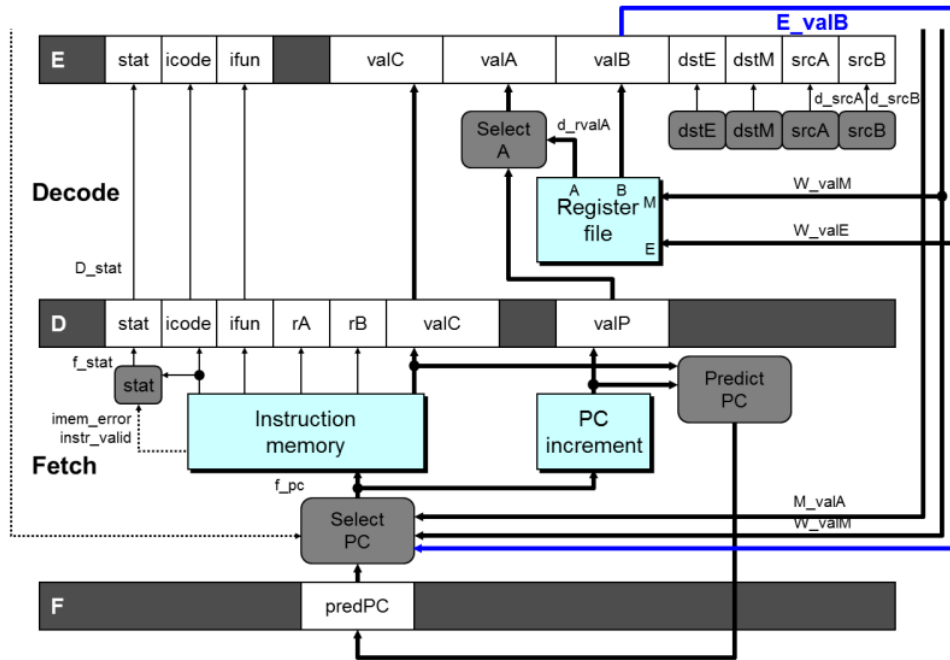 E_valB
E stat icode ifun valC valA valB dstE dstM srcA srcB
d_srcA d_srcB
Select
A
d_rvalA
dstE dstM srcA srcB
A B M
W_valM
Decode
Register
file
E
W_valE
D_stat
D stat icode ifun rA rB valC valP
f_stat
stat
Predict
PC
imem_error
instr_valid
Instruction
memory
PC
increment
Fetch
f_pc
Select
PC
M_valA
W_valM
F predPC